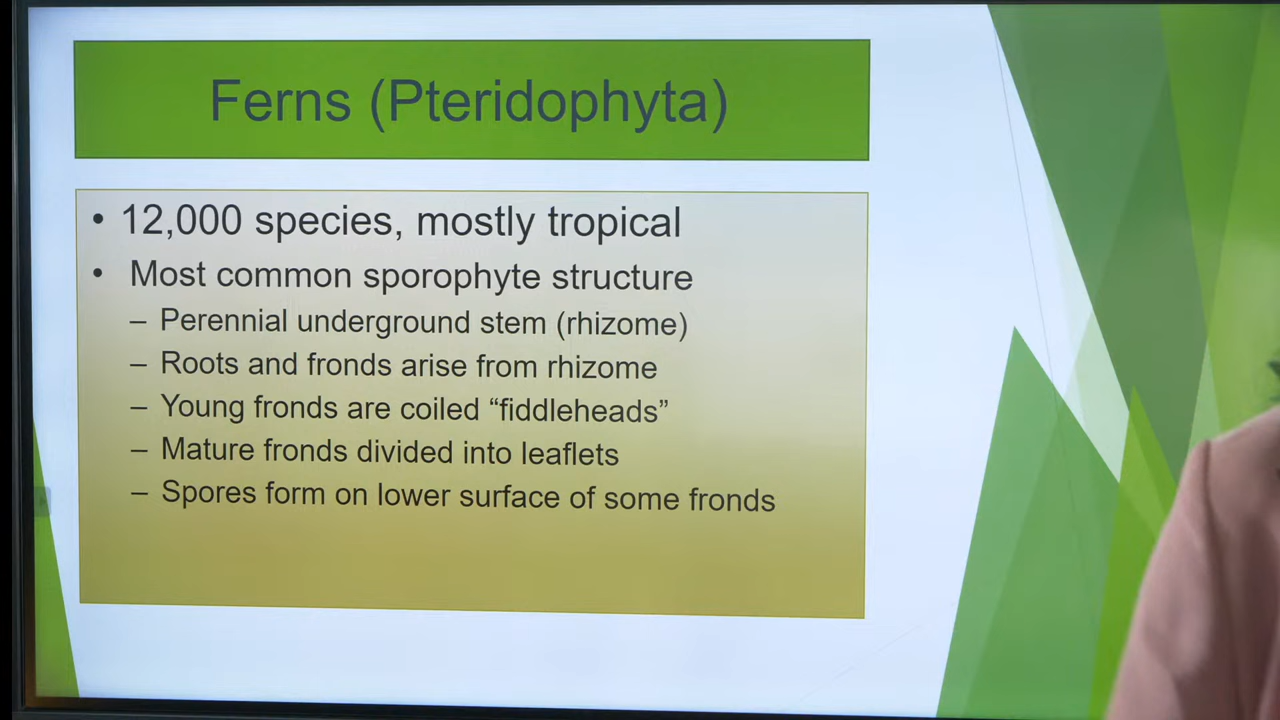 Ferns (Pteridophyta)
• 12,000 species, mostly tropical
• Most common sporophyte structure
– Perennial underground stem (rhizome)
– Roots and fronds arise from rhizome
– Young fronds are coiled “fiddleheads”
– Mature fronds divided into leaflets
– Spores form on lower surface of some fronds